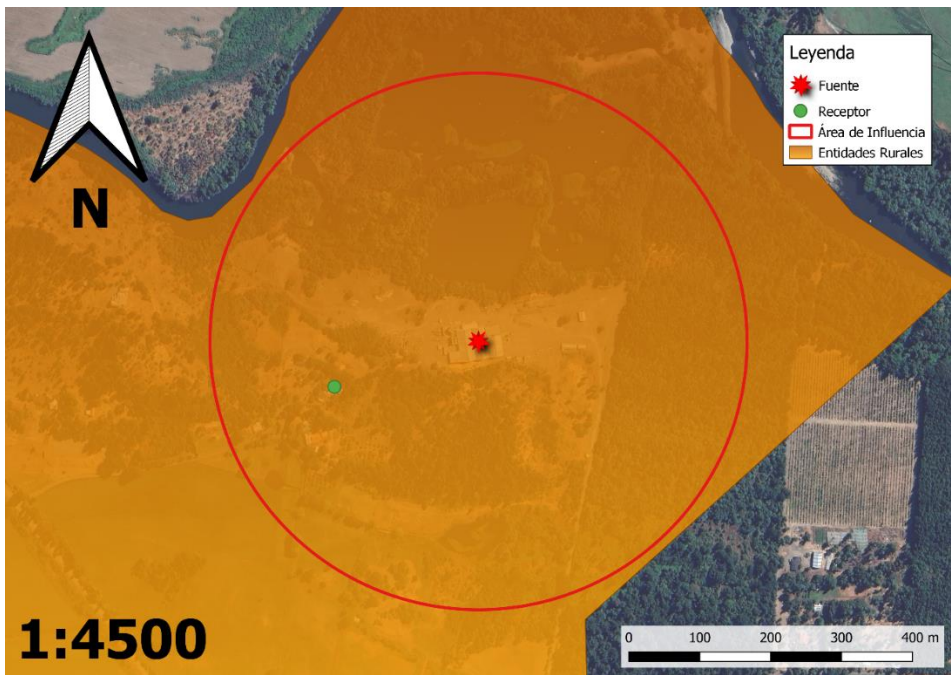 N
Leyenda
Fuente
Receptor
Área de Influencia
Entidades Rurales
1:4500
0 100 200 300 400 m